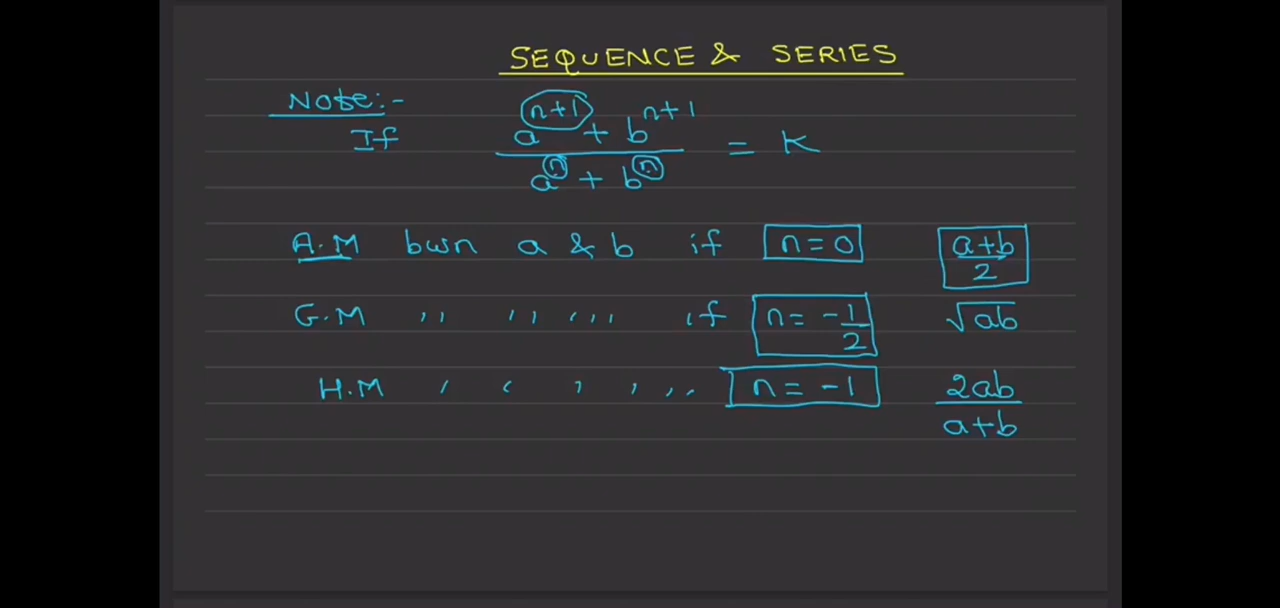 SEQUENCE & SERIES
Note:-
If a^(n+1) + b^(n+1) / a^n + b^n = K
A.M bwn a & b if n=0 a+b/2
G.M ,, ,, ,,, if n= -1/2 √ab
H.M , , , , ,,. n= -1 2ab/a+b